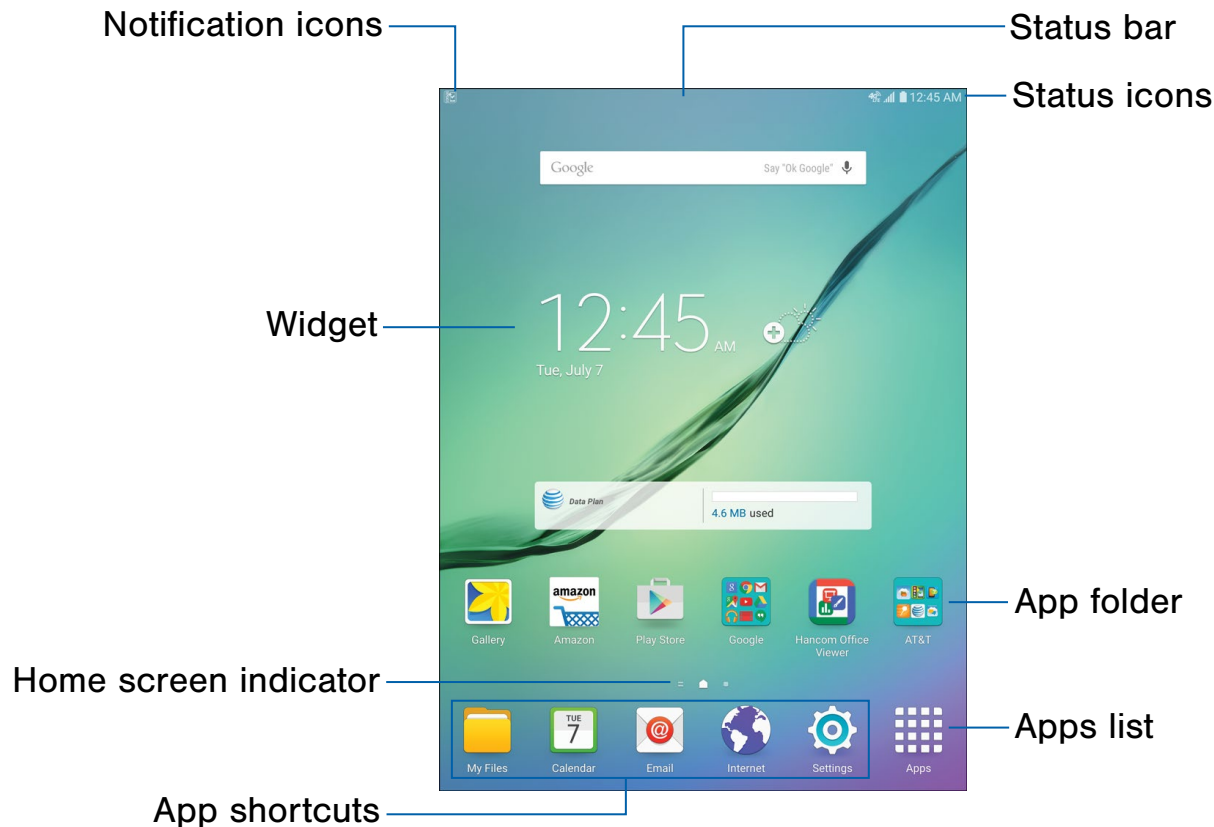 Notification icons
Status bar
12:45 AM
Status icons
Google
Say "Ok Google"
Widget
12:45 AM
Tue, July 7
Data Plan
4.6 MB used
amazon
App folder
Gallery
Amazon
Play Store
Google
Hancom Office
Viewer
AT&T
Home screen indicator
TUE
7
@
Apps list
My Files
Calendar
Email
Internet
Settings
Apps
App shortcuts